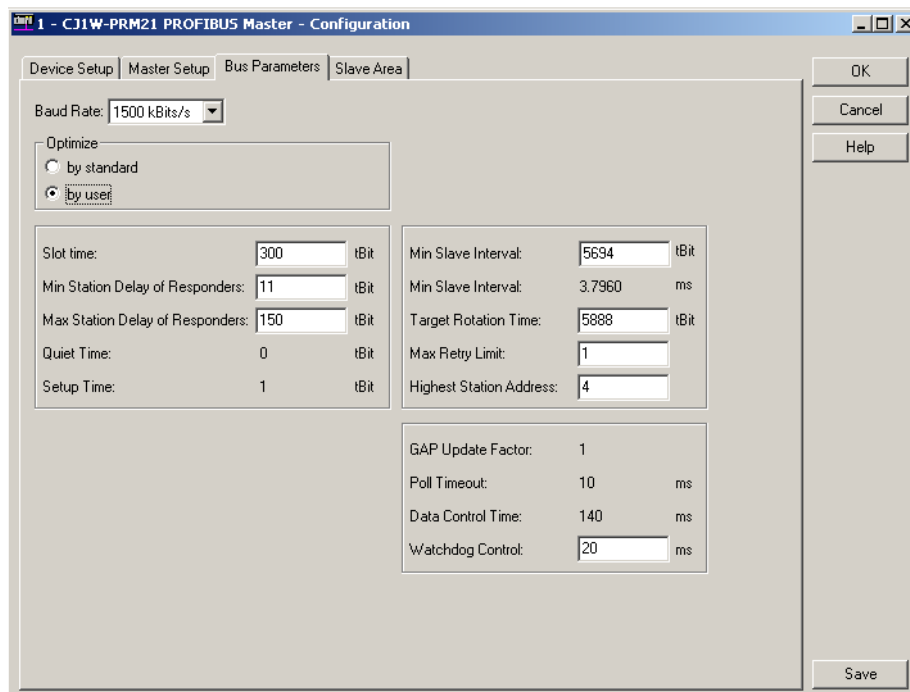 1 - CJ1W-PRM21 PROFIBUS Master - Configuration
Device Setup Master Setup Bus Parameters Slave Area
OK
Cancel
Help
Baud Rate: 1500 kBits/s
Optimize
by standard
by user
Slot time: 300 tBit
Min Station Delay of Responders: 11 tBit
Max Station Delay of Responders: 150 tBit
Quiet Time: 0 tBit
Setup Time: 1 tBit
Min Slave Interval: 5694 tBit
Min Slave Interval: 3.7960 ms
Target Rotation Time: 5888 tBit
Max Retry Limit: 1
Highest Station Address: 4
GAP Update Factor: 1
Poll Timeout: 10 ms
Data Control Time: 140 ms
Watchdog Control: 20 ms
Save